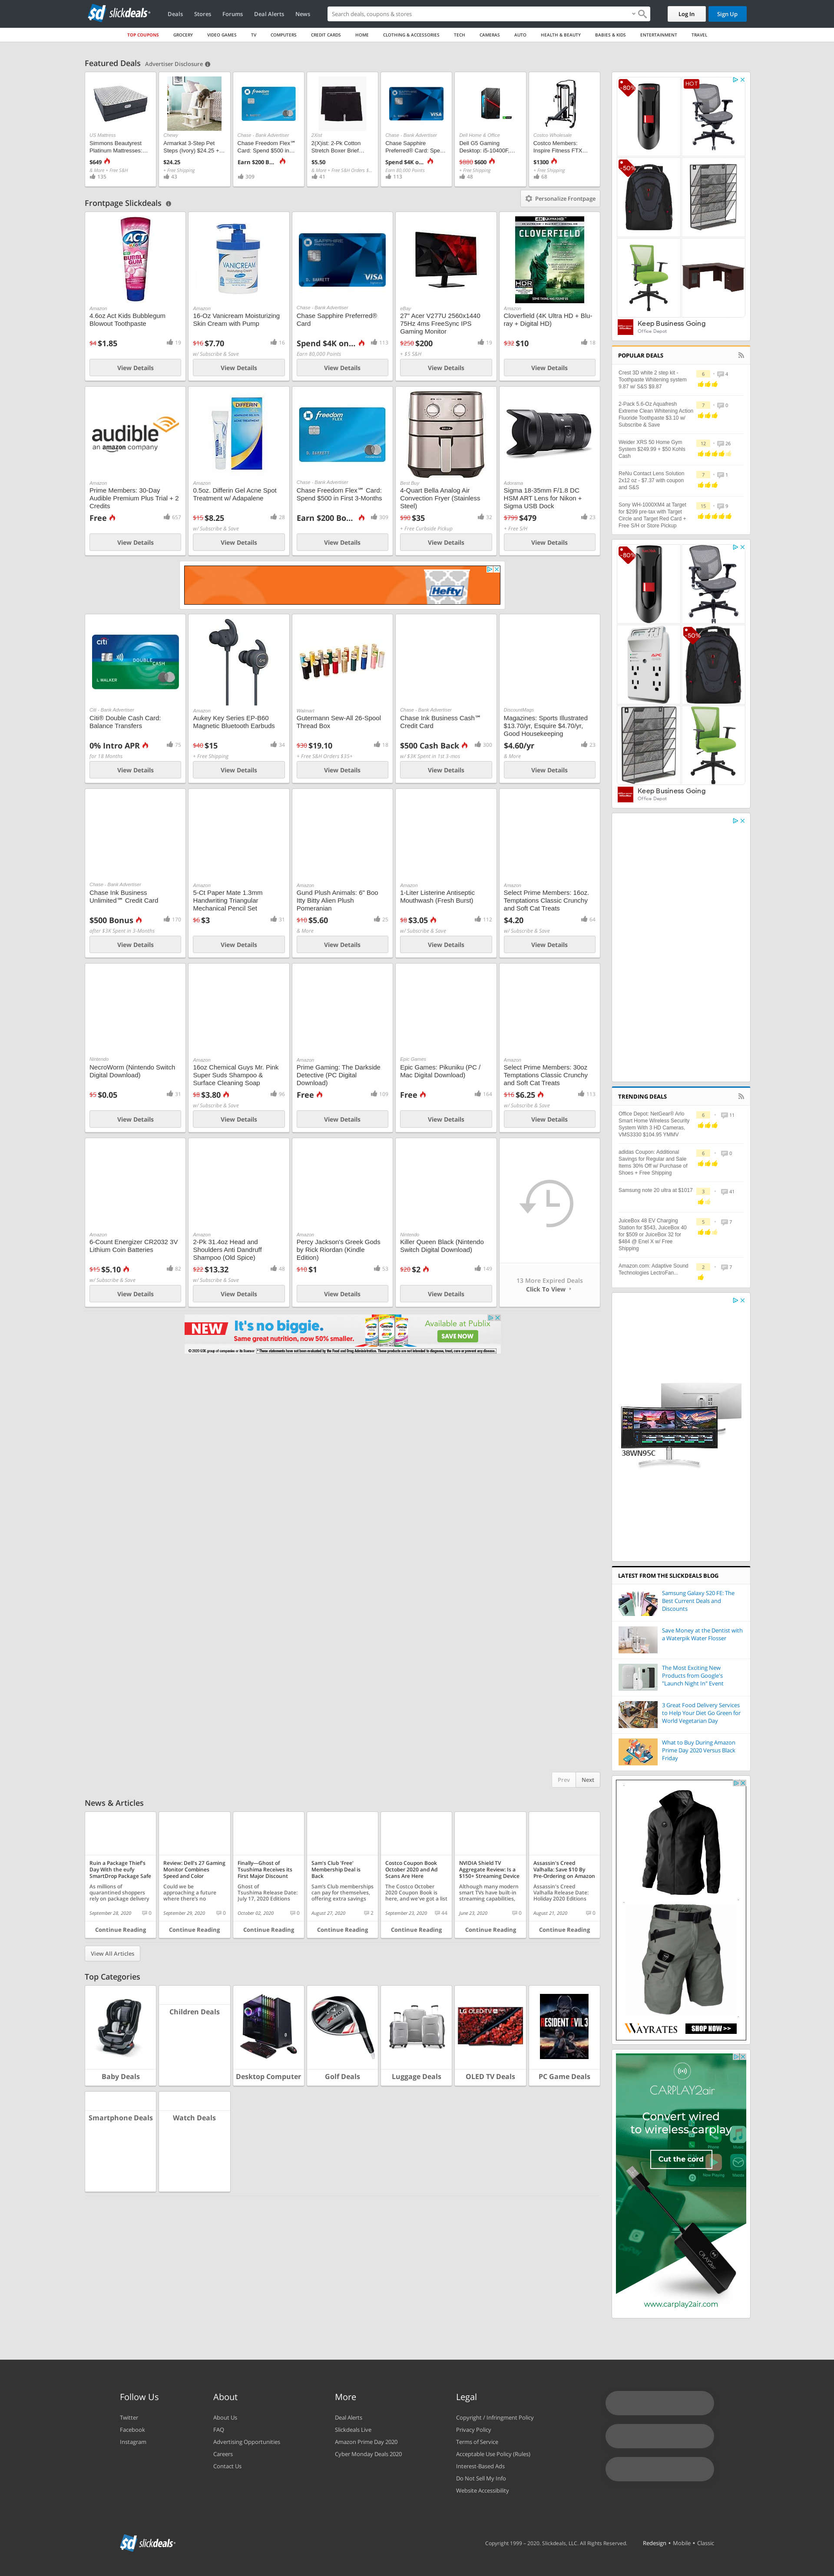 slickdeals
Deals
Stores
Forums
Deal Alerts
News
Search deals, coupons & stores
Log In
Sign Up
TOP COUPONS
GROCERY
VIDEO GAMES
TV
COMPUTERS
CREDIT CARDS
HOME
CLOTHING & ACCESSORIES
TECH
CAMERAS
AUTO
HEALTH & BEAUTY
BABIES & KIDS
ENTERTAINMENT
TRAVEL
Featured Deals Advertiser Disclosure
US Mattress
Simmons Beautyrest Platinum Mattresses:...
$649
& More + Free S&H
135
Chewy
Armarkat 3-Step Pet Steps (Ivory) $24.25 +...
$24.25
+ Free Shipping
43
Chase - Bank Advertiser
Chase Freedom Flex℠ Card: Spend $500 in...
Earn $200 B...
309
2Xist
2(X)ist: 2-Pk Cotton Stretch Boxer Brief...
$5.50
& More + Free S&H Orders $...
41
Chase - Bank Advertiser
Chase Sapphire Preferred® Card: Spe...
Spend $4K o...
Earn 80,000 Points
113
Dell Home & Office
Dell G5 Gaming Desktop: i5-10400F,...
$880 $600
+ Free Shipping
48
Costco Wholesale
Costco Members: Inspire Fitness FTX...
$1300
+ Free Shipping
68
Frontpage Slickdeals
Personalize Frontpage
Amazon
4.6oz Act Kids Bubblegum Blowout Toothpaste
$4 $1.85
19
View Details
Amazon
16-Oz Vanicream Moisturizing Skin Cream with Pump
$16 $7.70
16
w/ Subscribe & Save
View Details
Chase - Bank Advertiser
Chase Sapphire Preferred® Card
Spend $4K on...
113
Earn 80,000 Points
View Details
eBay
27" Acer V277U 2560x1440 75Hz 4ms FreeSync IPS Gaming Monitor
$250 $200
19
+ $5 S&H
View Details
Amazon
Cloverfield (4K Ultra HD + Blu-ray + Digital HD)
$32 $10
18
View Details
audible
an amazon company
Amazon
Prime Members: 30-Day Audible Premium Plus Trial + 2 Credits
Free
657
View Details
Amazon
0.5oz. Differin Gel Acne Spot Treatment w/ Adapalene
$15 $8.25
28
w/ Subscribe & Save
View Details
Chase - Bank Advertiser
Chase Freedom Flex℠ Card: Spend $500 in First 3-Months
Earn $200 Bo...
309
View Details
Best Buy
4-Quart Bella Analog Air Convection Fryer (Stainless Steel)
$90 $35
32
+ Free Curbside Pickup
View Details
Adorama
Sigma 18-35mm F/1.8 DC HSM ART Lens for Nikon + Sigma USB Dock
$799 $479
23
+ Free S/H
View Details
Hefty
Citi - Bank Advertiser
Citi® Double Cash Card: Balance Transfers
0% Intro APR
75
for 18 Months
View Details
Amazon
Aukey Key Series EP-B60 Magnetic Bluetooth Earbuds
$40 $15
34
+ Free Shipping
View Details
Walmart
Gutermann Sew-All 26-Spool Thread Box
$30 $19.10
18
+ Free S&H Orders $35+
View Details
Chase - Bank Advertiser
Chase Ink Business Cash℠ Credit Card
$500 Cash Back
300
w/ $3K Spent in 1st 3-mos
View Details
DiscountMags
Magazines: Sports Illustrated $13.70/yr, Esquire $4.70/yr, Good Housekeeping
$4.60/yr
23
& More
View Details
Chase - Bank Advertiser
Chase Ink Business Unlimited℠ Credit Card
$500 Bonus
170
after $3K Spent in 3-Months
View Details
Amazon
5-Ct Paper Mate 1.3mm Handwriting Triangular Mechanical Pencil Set
$6 $3
31
View Details
Amazon
Gund Plush Animals: 6" Boo Itty Bitty Alien Plush Pomeranian
$10 $5.60
25
& More
View Details
Amazon
1-Liter Listerine Antiseptic Mouthwash (Fresh Burst)
$8 $3.05
112
w/ Subscribe & Save
View Details
Amazon
Select Prime Members: 16oz. Temptations Classic Crunchy and Soft Cat Treats
$4.20
64
w/ Subscribe & Save
View Details
Nintendo
NecroWorm (Nintendo Switch Digital Download)
$5 $0.05
31
View Details
Amazon
16oz Chemical Guys Mr. Pink Super Suds Shampoo & Surface Cleaning Soap
$8 $3.80
96
w/ Subscribe & Save
View Details
Amazon
Prime Gaming: The Darkside Detective (PC Digital Download)
Free
109
View Details
Epic Games
Epic Games: Pikuniku (PC / Mac Digital Download)
Free
164
View Details
Amazon
Select Prime Members: 30oz Temptations Classic Crunchy and Soft Cat Treats
$16 $6.25
113
w/ Subscribe & Save
View Details
Amazon
6-Count Energizer CR2032 3V Lithium Coin Batteries
$15 $5.10
82
w/ Subscribe & Save
View Details
Amazon
2-Pk 31.4oz Head and Shoulders Anti Dandruff Shampoo (Old Spice)
$22 $13.32
48
w/ Subscribe & Save
View Details
Amazon
Percy Jackson's Greek Gods by Rick Riordan (Kindle Edition)
$10 $1
53
View Details
Nintendo
Killer Queen Black (Nintendo Switch Digital Download)
$20 $2
149
View Details
13 More Expired Deals
Click To View
NEW It's no biggie.
Same great nutrition, now 50% smaller.
Available at Publix
SAVE NOW
Prev
Next
News & Articles
Ruin a Package Thief's Day With the eufy SmartDrop Package Safe
As millions of quarantined shoppers rely on package delivery
September 28, 2020
0
Continue Reading
Review: Dell's 27 Gaming Monitor Combines Speed and Color
Could we be approaching a future where there's no
September 29, 2020
0
Continue Reading
Finally—Ghost of Tsushima Receives its First Major Discount
Ghost of Tsushima Release Date: July 17, 2020 Editions
October 02, 2020
0
Continue Reading
Sam's Club 'Free' Membership Deal is Back
Sam's Club memberships can pay for themselves, offering extra savings
August 27, 2020
2
Continue Reading
Costco Coupon Book October 2020 and Ad Scans Are Here
The Costco October 2020 Coupon Book is here, and we've got a list
September 23, 2020
44
Continue Reading
NVIDIA Shield TV Aggregate Review: Is a $150+ Streaming Device
Although many modern smart TVs have built-in streaming capabilities,
June 23, 2020
0
Continue Reading
Assassin's Creed Valhalla: Save $10 By Pre-Ordering on Amazon
Assassin's Creed Valhalla Release Date: Holiday 2020 Editions
August 21, 2020
0
Continue Reading
View All Articles
Top Categories
Baby Deals
Children Deals
Desktop Computer
Golf Deals
Luggage Deals
OLED TV Deals
PC Game Deals
Smartphone Deals
Watch Deals
-80%
HOT
-50%
Keep Business Going
Office Depot
POPULAR DEALS
Crest 3D white 2 step kit - Toothpaste Whitening system 9.87 w/ S&S $9.87
6
4
2-Pack 5.6-Oz Aquafresh Extreme Clean Whitening Action Fluoride Toothpaste $3.10 w/ Subscribe & Save
7
0
Weider XRS 50 Home Gym System $249.99 + $50 Kohls Cash
12
26
ReNu Contact Lens Solution 2x12 oz - $7.37 with coupon and S&S
7
1
Sony WH-1000XM4 at Target for $299 pre-tax with Target Circle and Target Red Card + Free S/H or Store Pickup
15
9
-80%
-50%
Keep Business Going
Office Depot
TRENDING DEALS
Office Depot: NetGear® Arlo Smart Home Wireless Security System With 3 HD Cameras, VMS3330 $104.95 YMMV
6
11
adidas Coupon: Additional Savings for Regular and Sale Items 30% Off w/ Purchase of Shoes + Free Shipping
6
0
Samsung note 20 ultra at $1017
3
41
JuiceBox 48 EV Charging Station for $543, JuiceBox 40 for $509 or JuiceBox 32 for $484 @ Enel X w/ Free Shipping
5
7
Amazon.com: Adaptive Sound Technologies LectroFan...
2
7
38WN95C
LATEST FROM THE SLICKDEALS BLOG
Samsung Galaxy S20 FE: The Best Current Deals and Discounts
Save Money at the Dentist with a Waterpik Water Flosser
The Most Exciting New Products from Google's "Launch Night In" Event
3 Great Food Delivery Services to Help Your Diet Go Green for World Vegetarian Day
What to Buy During Amazon Prime Day 2020 Versus Black Friday
WAYRATES
SHOP NOW >>
CARPLAY2air
Convert wired to wireless carplay
Cut the cord
www.carplay2air.com
Follow Us
Twitter
Facebook
Instagram
About
About Us
FAQ
Advertising Opportunities
Careers
Contact Us
More
Deal Alerts
Slickdeals Live
Amazon Prime Day 2020
Cyber Monday Deals 2020
Legal
Copyright / Infringment Policy
Privacy Policy
Terms of Service
Acceptable Use Policy (Rules)
Interest-Based Ads
Do Not Sell My Info
Website Accessibility
slickdeals
Copyright 1999 – 2020. Slickdeals, LLC. All Rights Reserved.
Redesign • Mobile • Classic